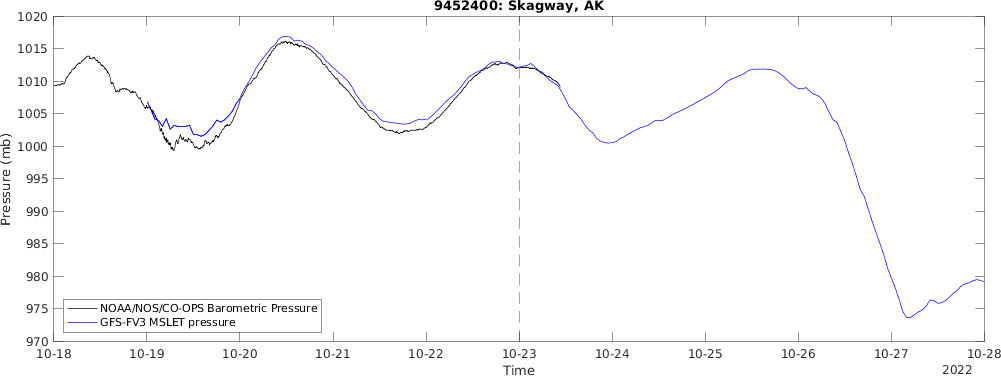 9452400: Skagway, AK
1020
1015
1010
1005
1000
995
990
985
980
975
970
Pressure (mb)
NOAA/NOS/CO-OPS Barometric Pressure
GFS-FV3 MSLET pressure
10-18 10-19 10-20 10-21 10-22 10-23 10-24 10-25 10-26 10-27 10-28
Time
2022